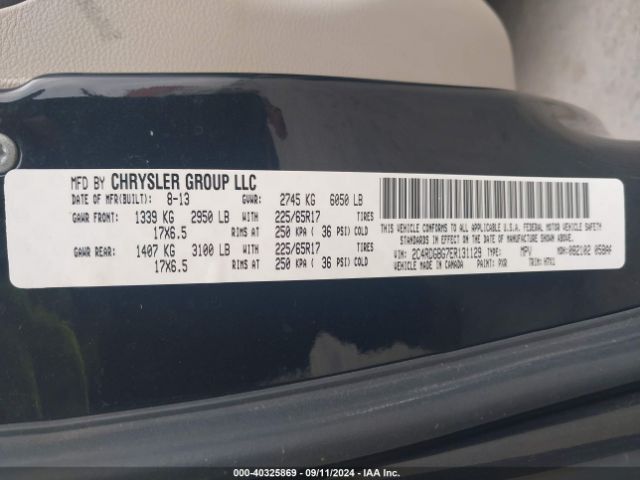 MFD BY CHRYSLER GROUP LLC
DATE OF MFR(BUILT): 8-13 GVWR: 2745 KG 6050 LB
GAWR FRONT: 1339 KG 2950 LB WITH 225/65R17 TIRES
17X6.5 RIMS AT 250 KPA ( 36 PSI) COLD
GAWR REAR: 1407 KG 3100 LB WITH 225/65R17 TIRES
17X6.5 RIMS AT 250 KPA ( 36 PSI) COLD
THIS VEHICLE CONFORMS TO ALL APPLICABLE U.S.A. FEDERAL MOTOR VEHICLE SAFETY
STANDARDS IN EFFECT ON THE DATE OF MANUFACTURE SHOWN ABOVE.
VIN: 2C4RDGBG7ER131129 TYPE: MPV MDH: 082102 058AA
VEHICLE MADE IN CANADA PAINT: PXR TRIM:
000-40325869 - 09/11/2024 - IAA Inc.